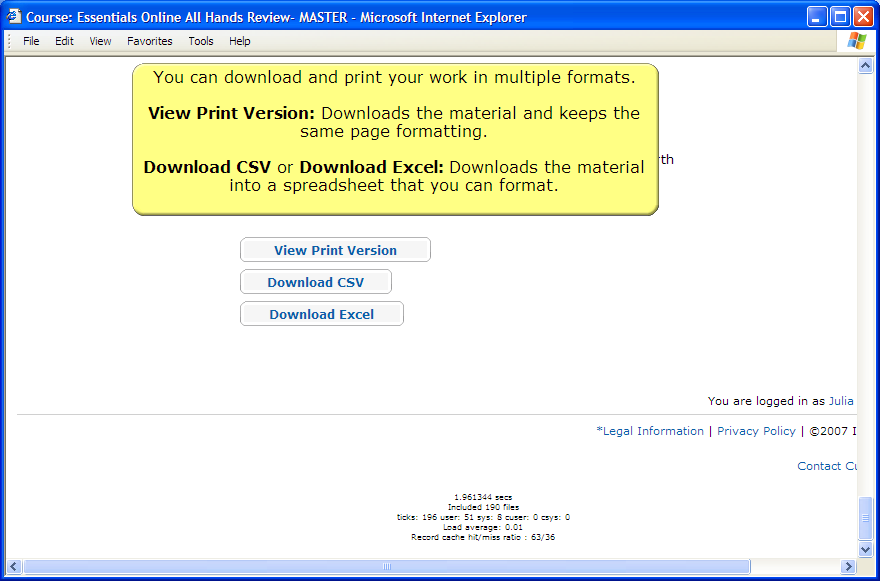 Course: Essentials Online All Hands Review- MASTER - Microsoft Internet Explorer
File Edit View Favorites Tools Help
You can download and print your work in multiple formats.
View Print Version: Downloads the material and keeps the
same page formatting.
rth
Download CSV or Download Excel: Downloads the material
into a spreadsheet that you can format.
View Print Version
Download CSV
Download Excel
You are logged in as Julia
*Legal Information | Privacy Policy | ©2007
Contact Cu
1.961344 secs
Included 190 files
ticks: 196 user: 51 sys: 8 cuser: 0 csys: 0
Load average: 0.01
Record cache hit/miss ratio : 63/36